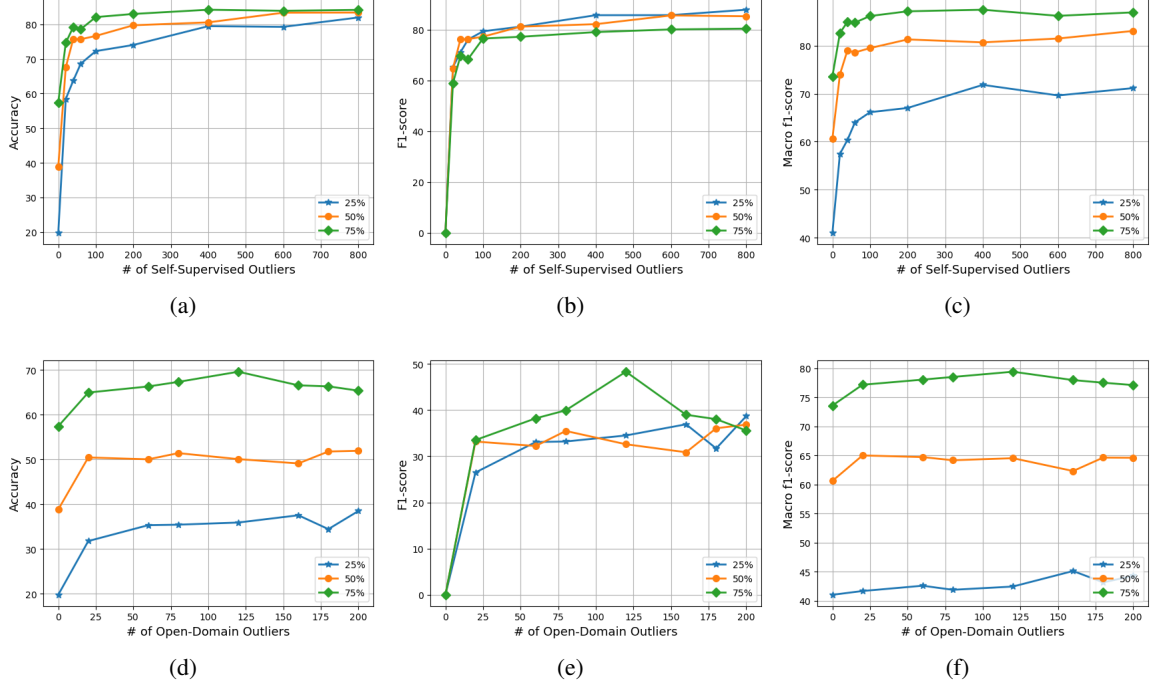 80
70
60
50
40
30
20
Accuracy
25%
50%
75%
0 100 200 300 400 500 600 700 800
# of Self-Supervised Outliers
(a)
80
60
40
20
0
F1-score
25%
50%
75%
0 100 200 300 400 500 600 700 800
# of Self-Supervised Outliers
(b)
80
70
60
50
40
Macro f1-score
25%
50%
75%
0 100 200 300 400 500 600 700 800
# of Self-Supervised Outliers
(c)
70
60
50
40
30
20
Accuracy
25%
50%
75%
0 25 50 75 100 125 150 175 200
# of Open-Domain Outliers
(d)
50
40
30
20
10
0
F1-score
25%
50%
75%
0 25 50 75 100 125 150 175 200
# of Open-Domain Outliers
(e)
80
75
70
65
60
55
50
45
40
Macro f1-score
25%
50%
75%
0 25 50 75 100 125 150 175 200
# of Open-Domain Outliers
(f)